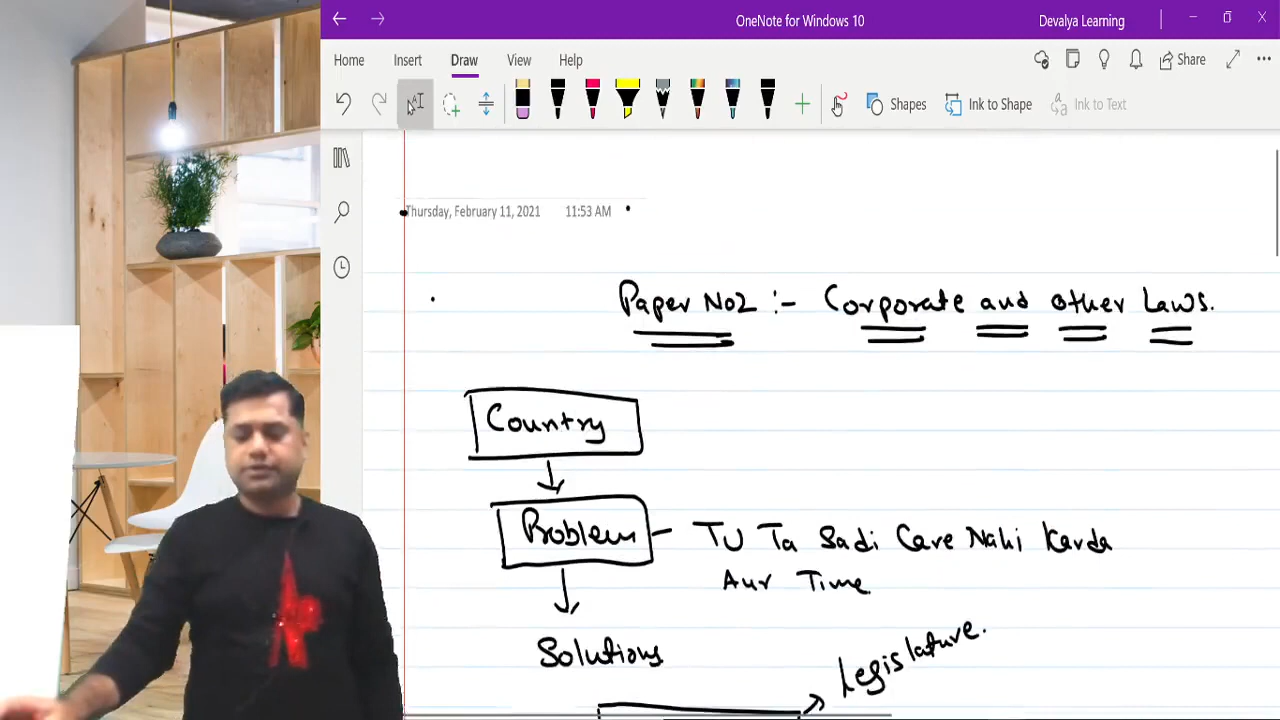 OneNote for Windows 10
Devalya Learning
Home
Insert
Draw
View
Help
Share
Shapes
Ink to Shape
Ink to Text
Thursday, February 11, 2021 11:53 AM
Paper No2 :- Corporate and other Laws.
Country
Problem - TU Ta Sadi Care Nahi Karda
Aur Time
Solutions
Legislature.